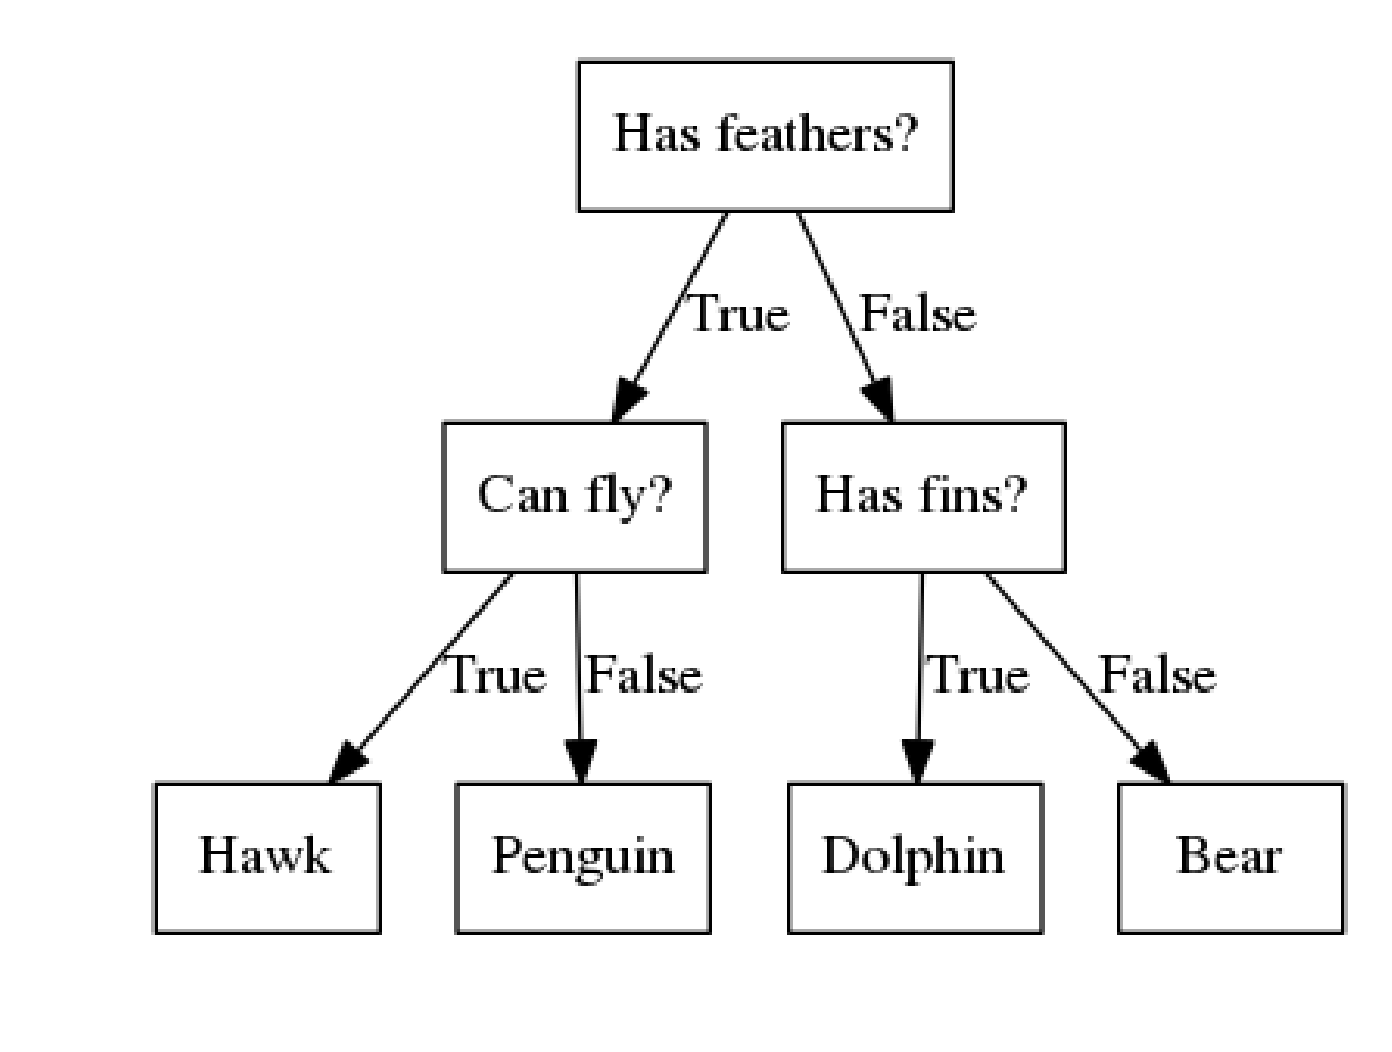 Has feathers?
True
False
Can fly?
Has fins?
True
False
True
False
Hawk
Penguin
Dolphin
Bear